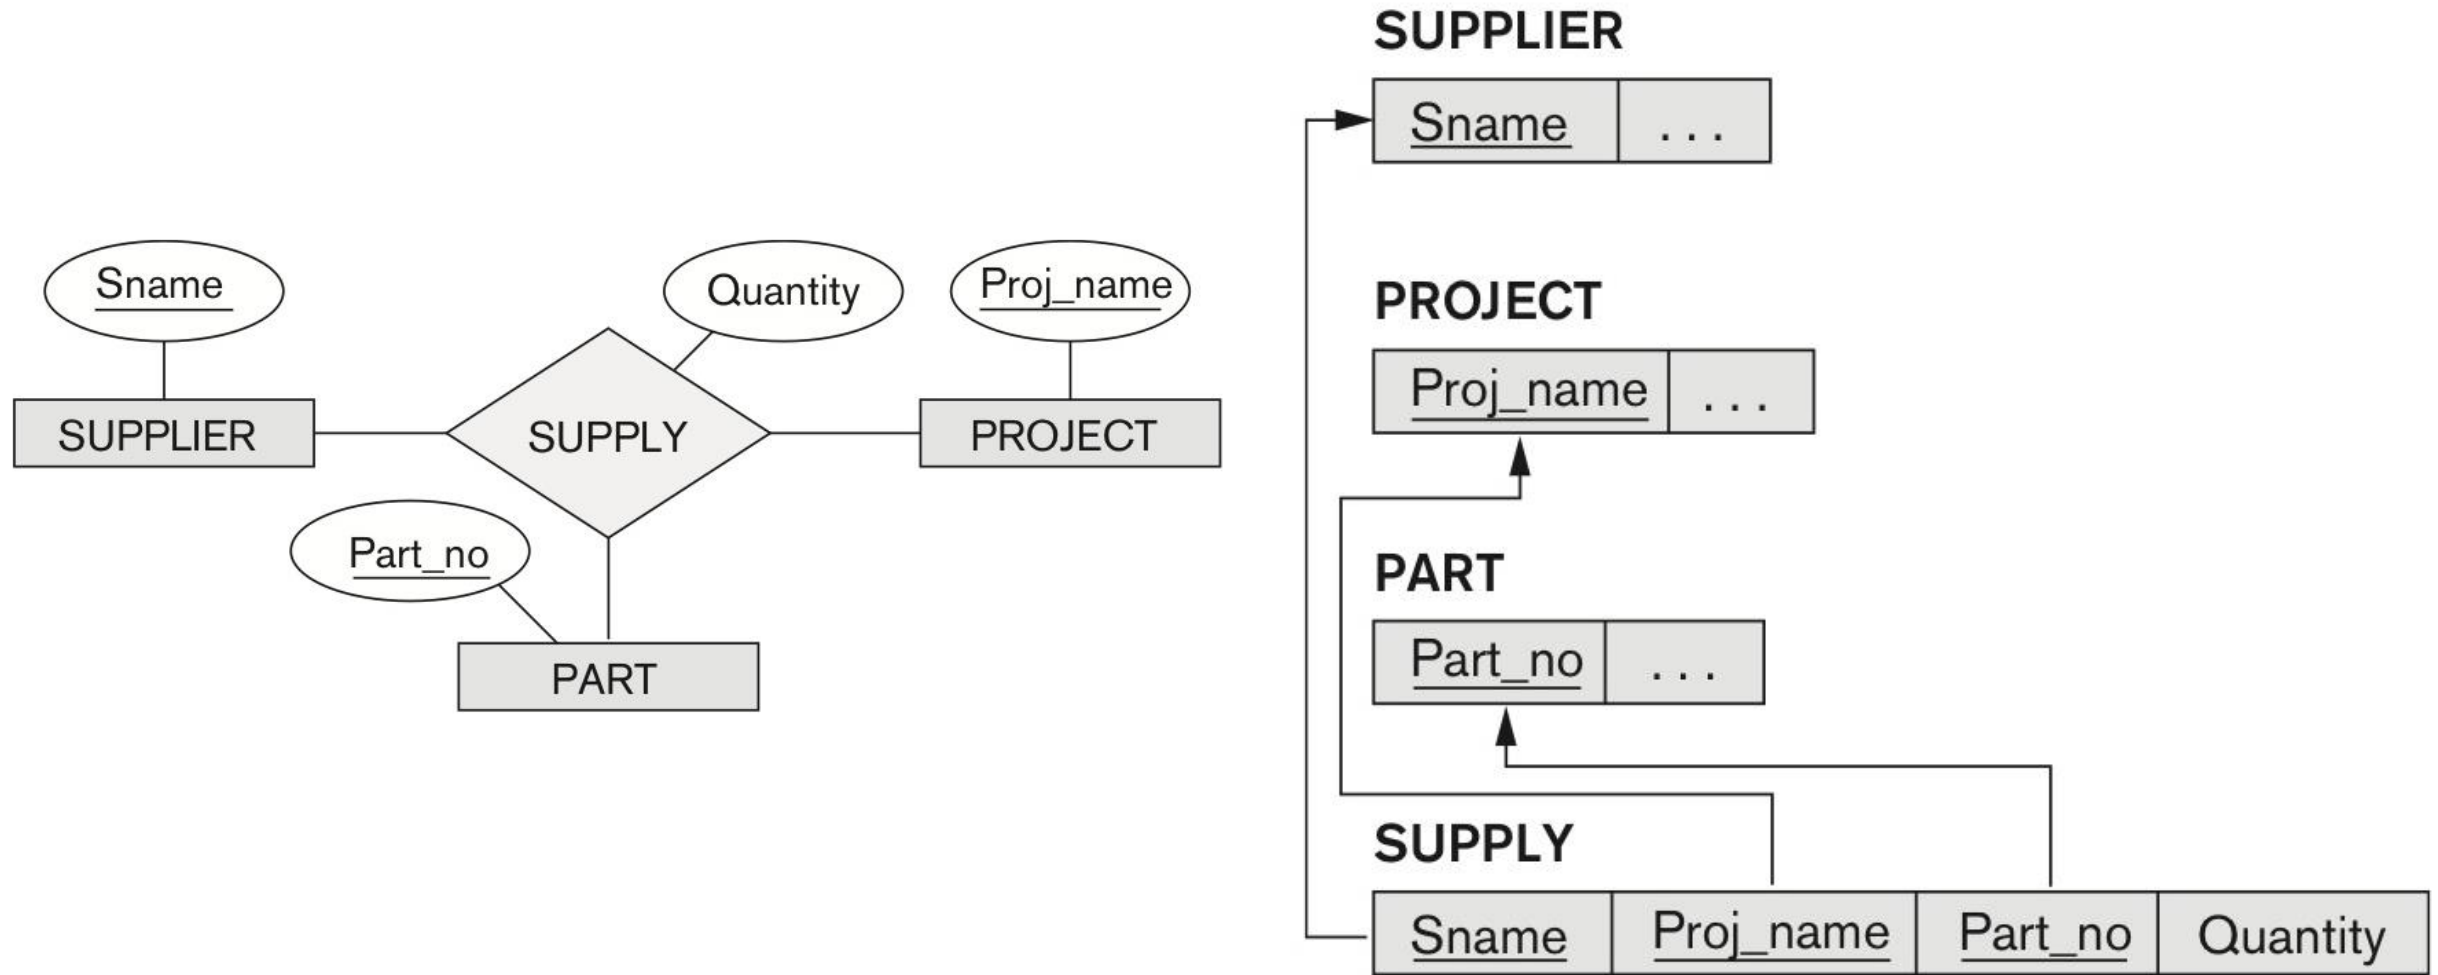 Sname
Quantity
Proj_name
SUPPLIER
SUPPLY
PROJECT
Part_no
PART
SUPPLIER
Sname ...
PROJECT
Proj_name ...
PART
Part_no ...
SUPPLY
Sname Proj_name Part_no Quantity